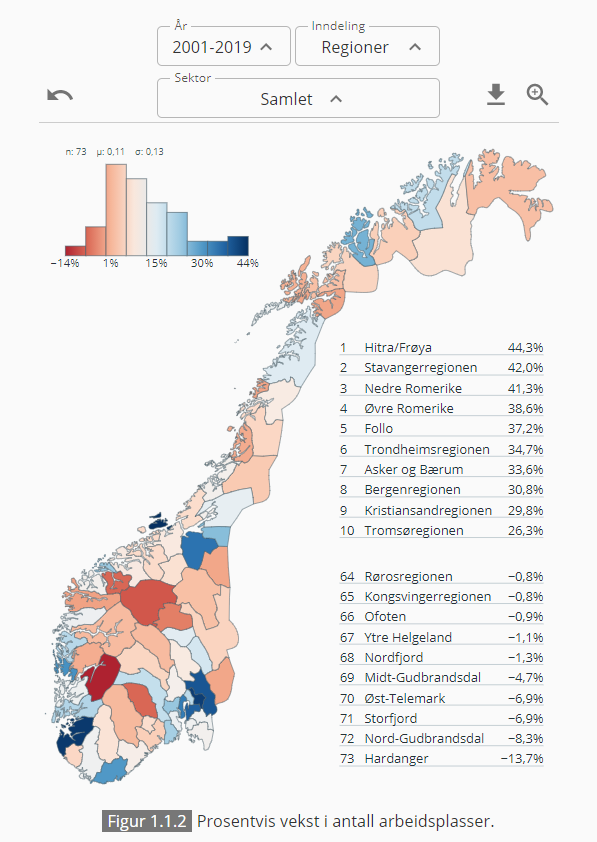 År
2001-2019
Inndeling
Regioner
Sektor
Samlet
n: 73 μ: 0,11 σ: 0,13
−14% 1% 15% 30% 44%
1 Hitra/Frøya 44,3%
2 Stavangerregionen 42,0%
3 Nedre Romerike 41,3%
4 Øvre Romerike 38,6%
5 Follo 37,2%
6 Trondheimsregionen 34,7%
7 Asker og Bærum 33,6%
8 Bergenregionen 30,8%
9 Kristiansandregionen 29,8%
10 Tromsøregionen 26,3%
64 Rørosregionen −0,8%
65 Kongsvingerregionen −0,8%
66 Ofoten −0,9%
67 Ytre Helgeland −1,1%
68 Nordfjord −1,3%
69 Midt-Gudbrandsdal −4,7%
70 Øst-Telemark −6,9%
71 Storfjord −6,9%
72 Nord-Gudbrandsdal −8,3%
73 Hardanger −13,7%
Figur 1.1.2 Prosentvis vekst i antall arbeidsplasser.